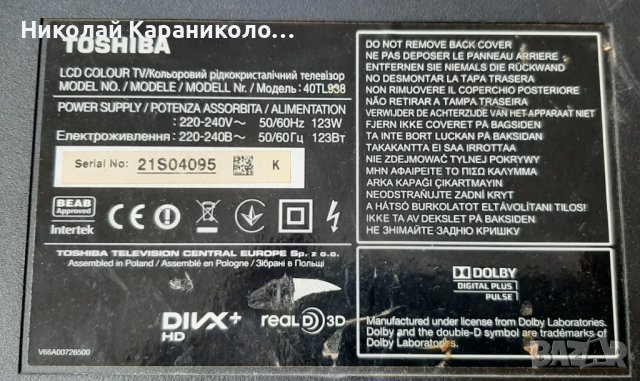 Николай Караниколо…
TOSHIBA
LCD COLOUR TV/Кольоровий рідкокристалічний телевізор
MODEL NO. / MODELE / MODELL Nr. / Модель: 40TL938
POWER SUPPLY / POTENZA ASSORBITA / ALIMENTATION
: 220-240V~ 50/60Hz 123W
Електроживлення: 220-240В~ 50/60Гц 123Вт
Serial No: 21S04095 K
BEAB
Approved
Intertek
CE
TOSHIBA TELEVISION CENTRAL EUROPE Sp. z o.o.
Assembled in Poland / Assemblé en Pologne / Зібрані в Польщі
DIVX+
HD
REAL D 3D
V66A00726500
DO NOT REMOVE BACK COVER
NE PAS DEPOSER LE PANNEAU ARRIERE
ENTFERNEN SIE NIEMALS DIE RÜCKWAND
NO DESMONTAR LA TAPA TRASERA
NON RIMUOVERE IL COPERCHIO POSTERIORE
NÃO RETIRAR A TAMPA TRASEIRA
VERWIJDER DE ACHTERZIJDE VAN HET APPARAAT NIET
FJERN IKKE COVERET PÅ BAGSIDEN
TA INTE BORT LUCKAN PÅ BAKSIDAN
TAKAKANTTA EI SAA IRROTTAA
NIE ZDEJMOWAĆ TYLNEJ POKRYWY
ΜΗΝ ΑΦΑΙΡΕΙΤΕ ΤΟ ΠΙΣΩ ΚΑΛΥΜΜΑ
ARKA KAPAĞI ÇIKARTMAYIN
NEODSTRAŇUJTE ZADNÍ KRYT
A HÁTSÓ BURKOLATOT ELTÁVOLÍTANI TILOS!
IKKE TA AV DEKSLET PÅ BAKSIDEN
НЕ ЗНІМАЙТЕ ЗАДНЮ КРИШКУ
DOLBY
DIGITAL PLUS
PULSE
Manufactured under license from Dolby Laboratories.
Dolby and the double-D symbol are trademarks of
Dolby Laboratories.
bazar